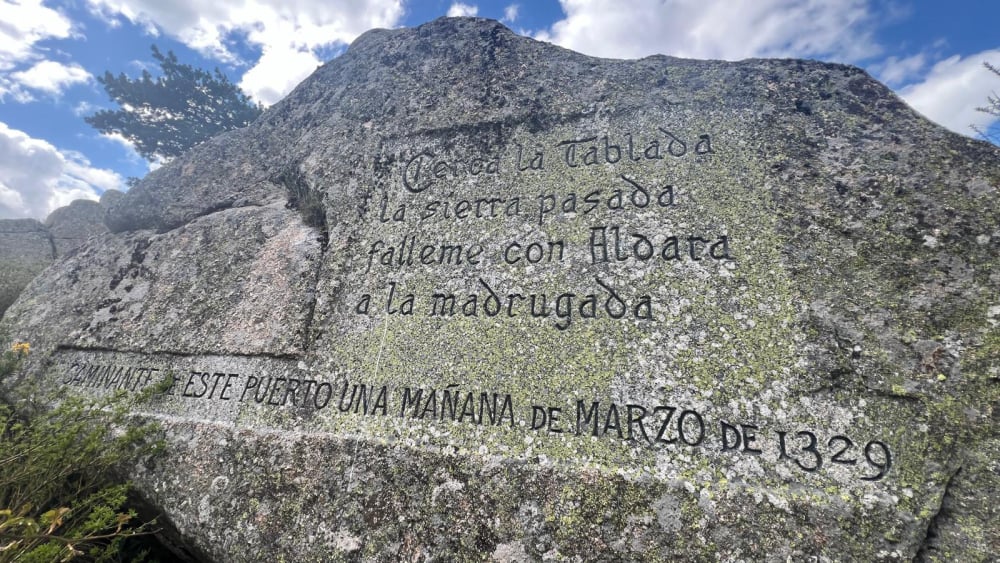 Cerca la Tablada
la sierra pasada
falleme con Aldara
a la madrugada
CAMINANTE DE ESTE PUERTO UNA MAÑANA DE MARZO DE 1329